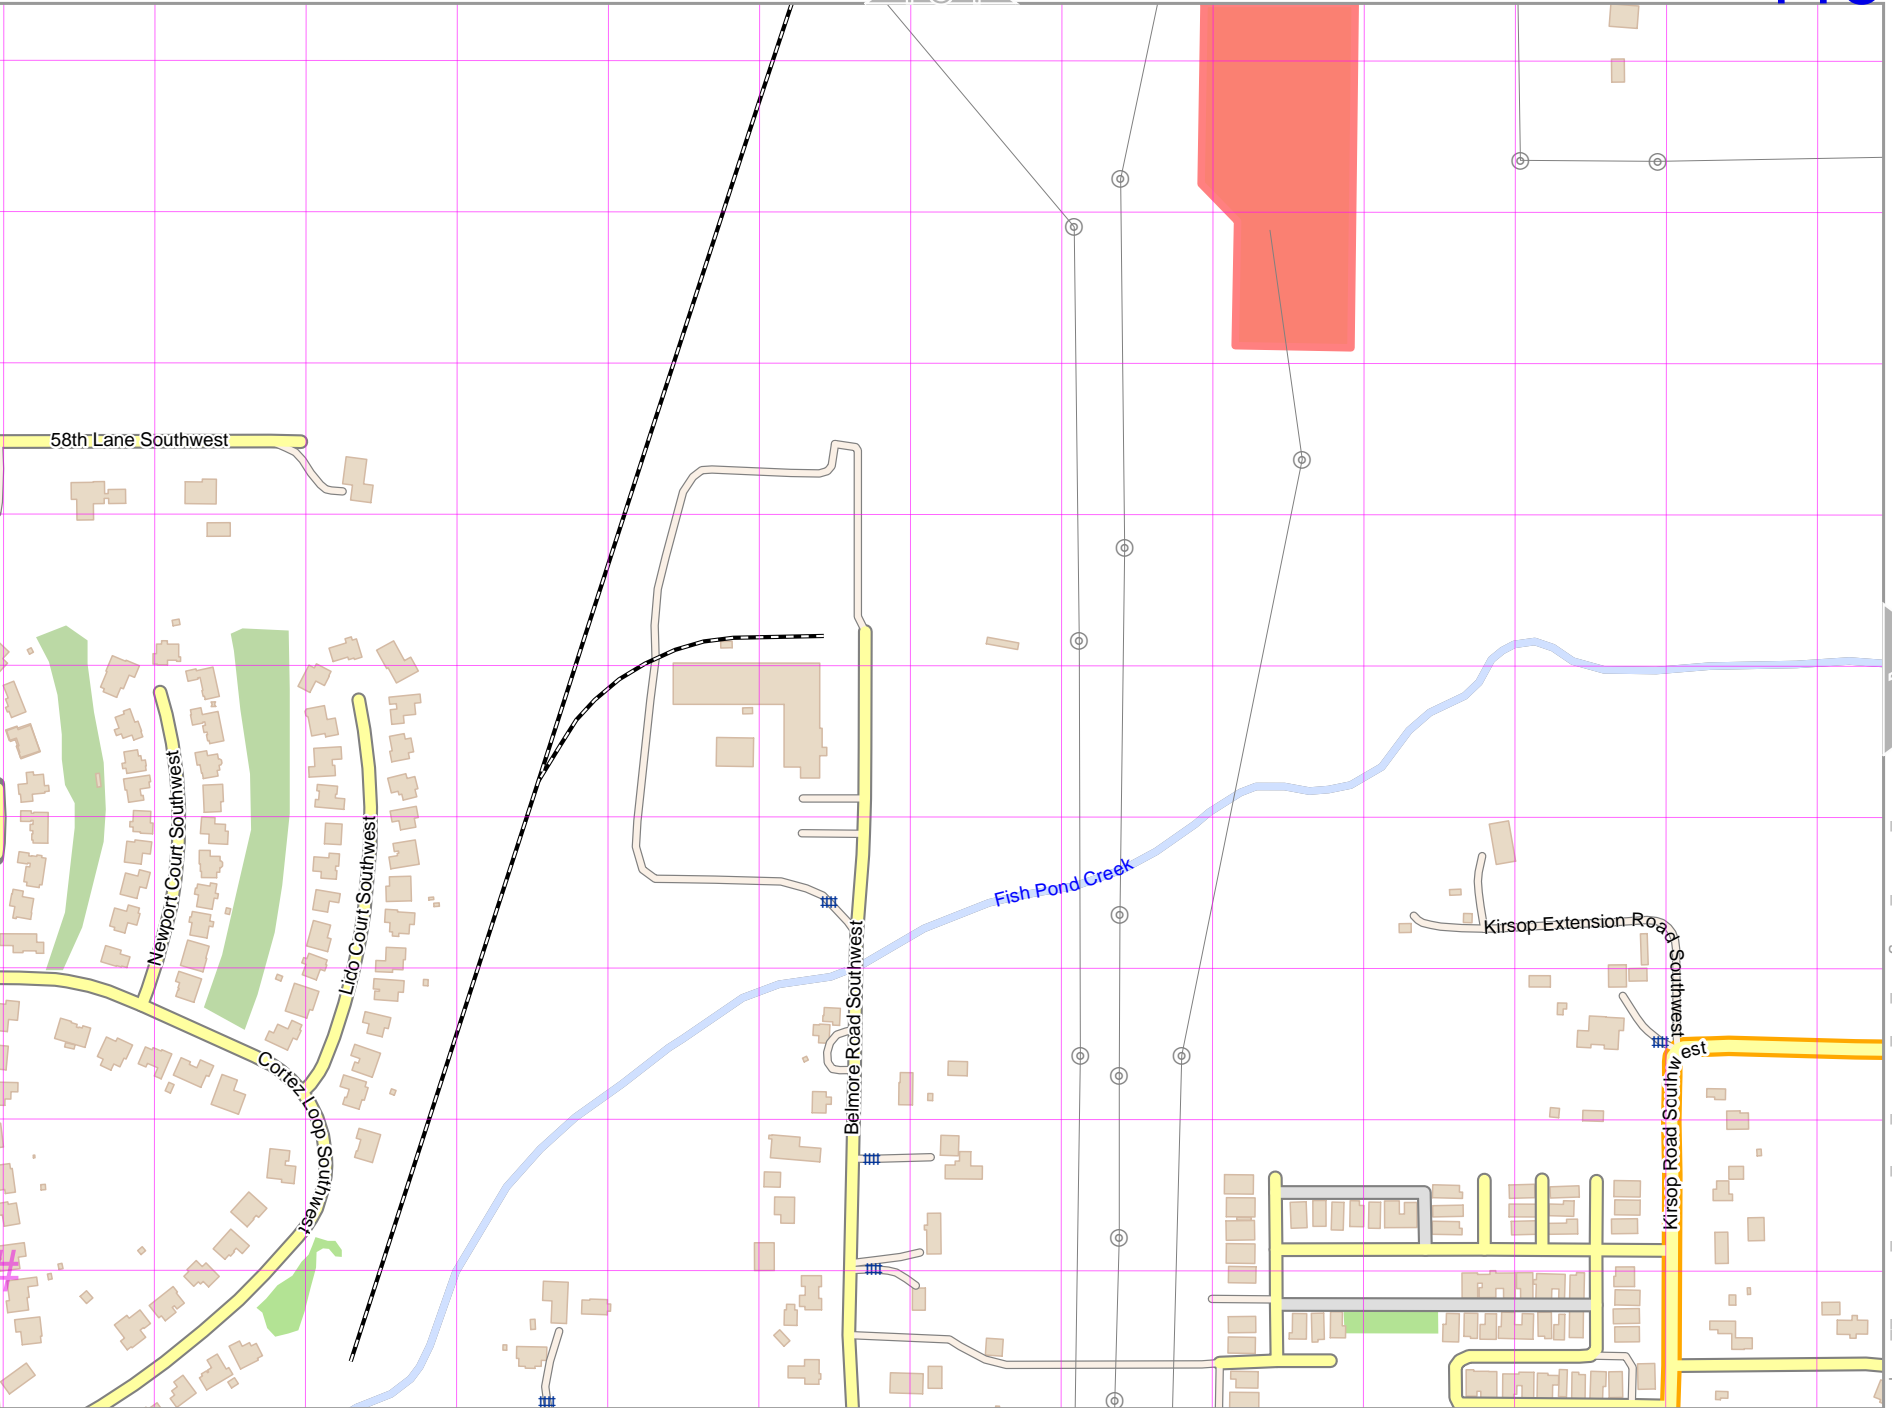 58th Lane Southwest
Newport Court Southwest
Lido Court Southwest
Fish Pond Creek
Kirsop Extension Road Southwest
Belmore Road Southwest
Cortez Loop Southwest
Kirsop Road Southwest
#